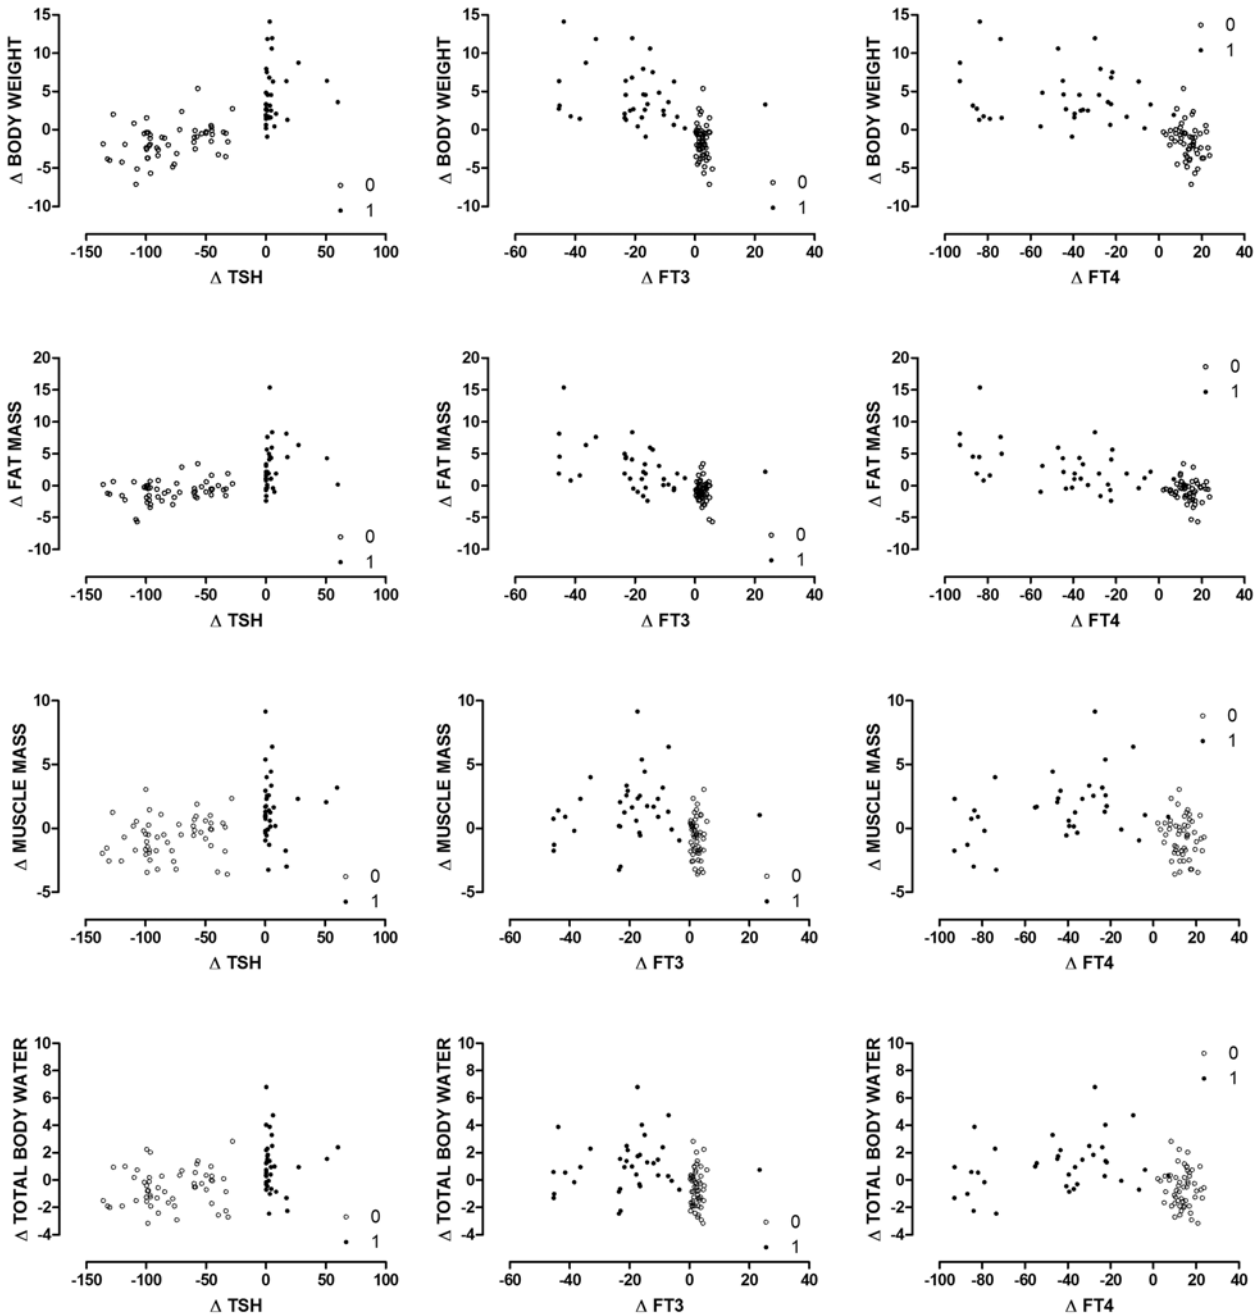 Δ BODY WEIGHT
15
10
5
0
-5
-10
0
1
-150 -100 -50 0 50 100
Δ TSH
Δ BODY WEIGHT
15
10
5
0
-5
-10
0
1
-60 -40 -20 0 20 40
Δ FT3
Δ BODY WEIGHT
15
10
5
0
-5
-10
0
1
-100 -80 -60 -40 -20 0 20 40
Δ FT4
Δ FAT MASS
20
15
10
5
0
-5
-10
0
1
-150 -100 -50 0 50 100
Δ TSH
Δ FAT MASS
20
15
10
5
0
-5
-10
0
1
-60 -40 -20 0 20 40
Δ FT3
Δ FAT MASS
20
15
10
5
0
-5
-10
0
1
-100 -80 -60 -40 -20 0 20 40
Δ FT4
Δ MUSCLE MASS
10
5
0
-5
0
1
-150 -100 -50 0 50 100
Δ TSH
Δ MUSCLE MASS
10
5
0
-5
0
1
-60 -40 -20 0 20 40
Δ FT3
Δ MUSCLE MASS
10
5
0
-5
0
1
-100 -80 -60 -40 -20 0 20 40
Δ FT4
Δ TOTAL BODY WATER
10
8
6
4
2
0
-2
-4
0
1
-150 -100 -50 0 50 100
Δ TSH
Δ TOTAL BODY WATER
10
8
6
4
2
0
-2
-4
0
1
-60 -40 -20 0 20 40
Δ FT3
Δ TOTAL BODY WATER
10
8
6
4
2
0
-2
-4
0
1
-100 -80 -60 -40 -20 0 20 40
Δ FT4